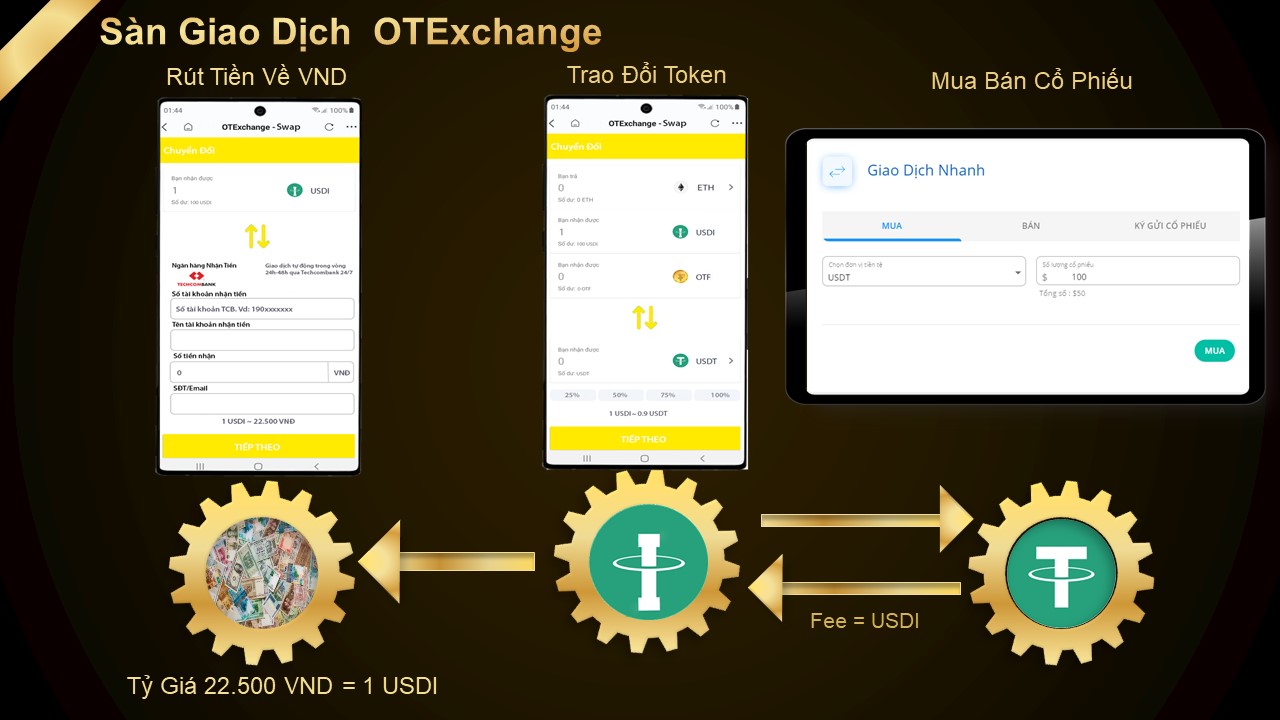 Sàn Giao Dịch OTExchange
Rút Tiền Về VND
Trao Đổi Token
Mua Bán Cổ Phiếu
01:44
100%
OTExchange - Swap
Chuyển Đổi
Bạn nhận được
1
USDI
Số dư: 100 USDI
Ngân hàng Nhận Tiền
TECHCOMBANK
Giao dịch tự động trong vòng
24h-48h qua Techcombank 24/7
Số tài khoản nhận tiền
Số tài khoản TCB. Vd: 190xxxxxxx
Tên tài khoản nhận tiền
Số tiền nhận
0
VNĐ
SĐT/Email
1 USDI ~ 22.500 VNĐ
TIẾP THEO
01:44
100%
OTExchange - Swap
Chuyển Đổi
Bạn trả
0
ETH
Số dư: 0 ETH
Bạn nhận được
1
USDI
Số dư: 100 USDI
Bạn nhận được
0
OTF
Số dư: 0 OTF
Bạn nhận được
0
USDT
Số dư: USDT
25% 50% 75% 100%
1 USDI~ 0.9 USDT
TIẾP THEO
Giao Dịch Nhanh
MUA BÁN KÝ GỬI CỔ PHIẾU
Chọn đơn vị tiền tệ
USDT
Số lượng cổ phiếu
$ 100
Tổng số : $50
MUA
Fee = USDI
Tỷ Giá 22.500 VND = 1 USDI